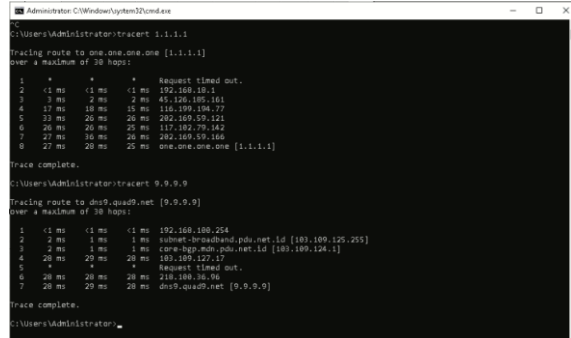 Administrator: C:\Windows\system32\cmd.exe
^C
C:\Users\Administrator>tracert 1.1.1.1
Tracing route to one.one.one.one [1.1.1.1]
over a maximum of 30 hops:
1 * * * Request timed out.
2 <1 ms <1 ms <1 ms 192.168.18.1
3 3 ms 2 ms 2 ms 45.126.185.161
4 17 ms 18 ms 15 ms 116.199.194.77
5 33 ms 26 ms 26 ms 202.169.59.121
6 26 ms 26 ms 25 ms 117.102.79.142
7 27 ms 36 ms 26 ms 202.169.59.166
8 27 ms 28 ms 25 ms one.one.one.one [1.1.1.1]
Trace complete.
C:\Users\Administrator>tracert 9.9.9.9
Tracing route to dns9.quad9.net [9.9.9.9]
over a maximum of 30 hops:
1 <1 ms <1 ms <1 ms 192.168.100.254
2 2 ms 1 ms 1 ms subnet-broadband.pdu.net.id [103.109.125.255]
3 2 ms 1 ms 1 ms core-bgp.mdn.pdu.net.id [103.109.124.1]
4 28 ms 29 ms 28 ms 103.109.127.17
5 * * * Request timed out.
6 28 ms 28 ms 28 ms 218.100.36.96
7 28 ms 29 ms 28 ms dns9.quad9.net [9.9.9.9]
Trace complete.
C:\Users\Administrator>